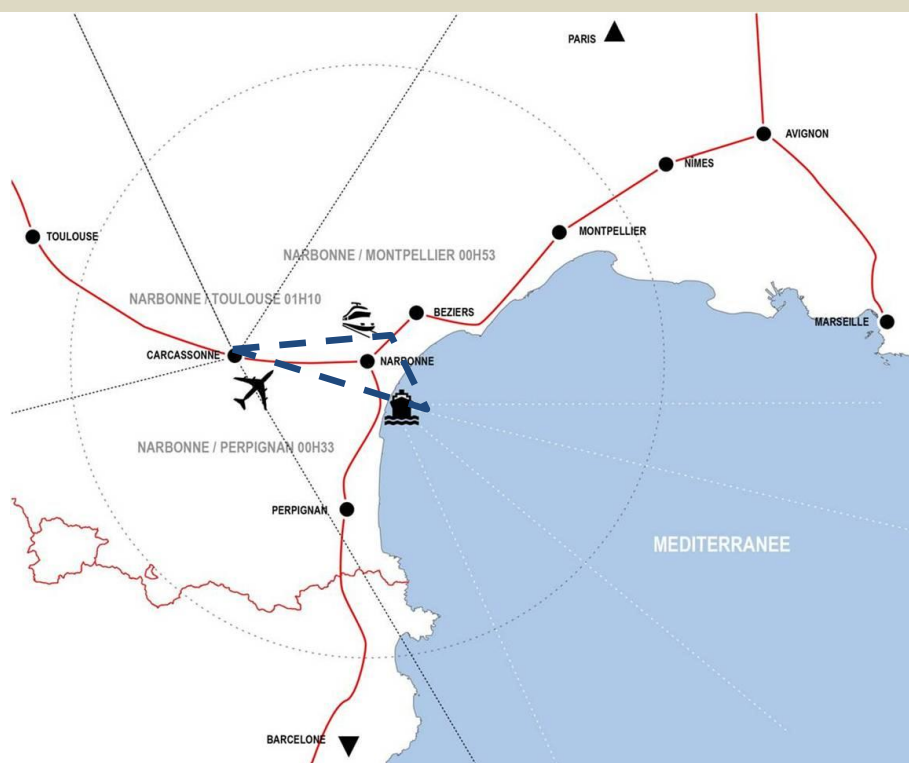 PARIS
AVIGNON
NIMES
MONTPELLIER
TOULOUSE
NARBONNE / MONTPELLIER 00H53
NARBONNE / TOULOUSE 01H10
BEZIERS
MARSEILLE
CARCASSONNE
NARBONNE
NARBONNE / PERPIGNAN 00H33
PERPIGNAN
MEDITERRANEE
BARCELONE